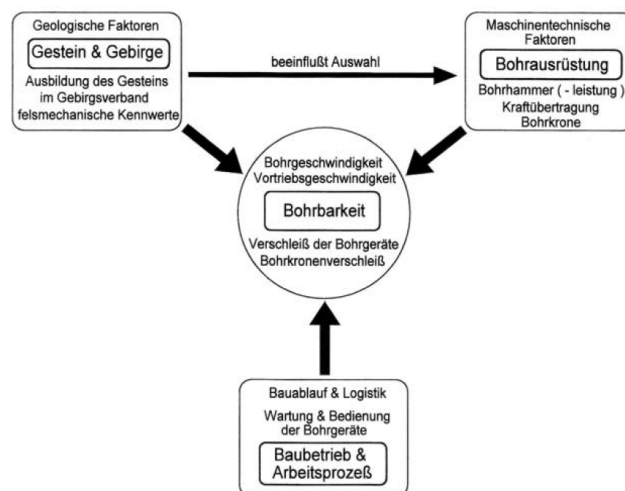 Geologische Faktoren
Gestein & Gebirge
Ausbildung des Gesteins
im Gebirgsverband
felsmechanische Kennwerte
beeinflußt Auswahl
Maschinentechnische
Faktoren
Bohrausrüstung
Bohrhammer ( - leistung )
Kraftübertragung
Bohrkrone
Bohrgeschwindigkeit
Vortriebsgeschwindigkeit
Bohrbarkeit
Verschleiß der Bohrgeräte
Bohrkronenverschleiß
Bauablauf & Logistik
Wartung & Bedienung
der Bohrgeräte
Baubetrieb &
Arbeitsprozeß